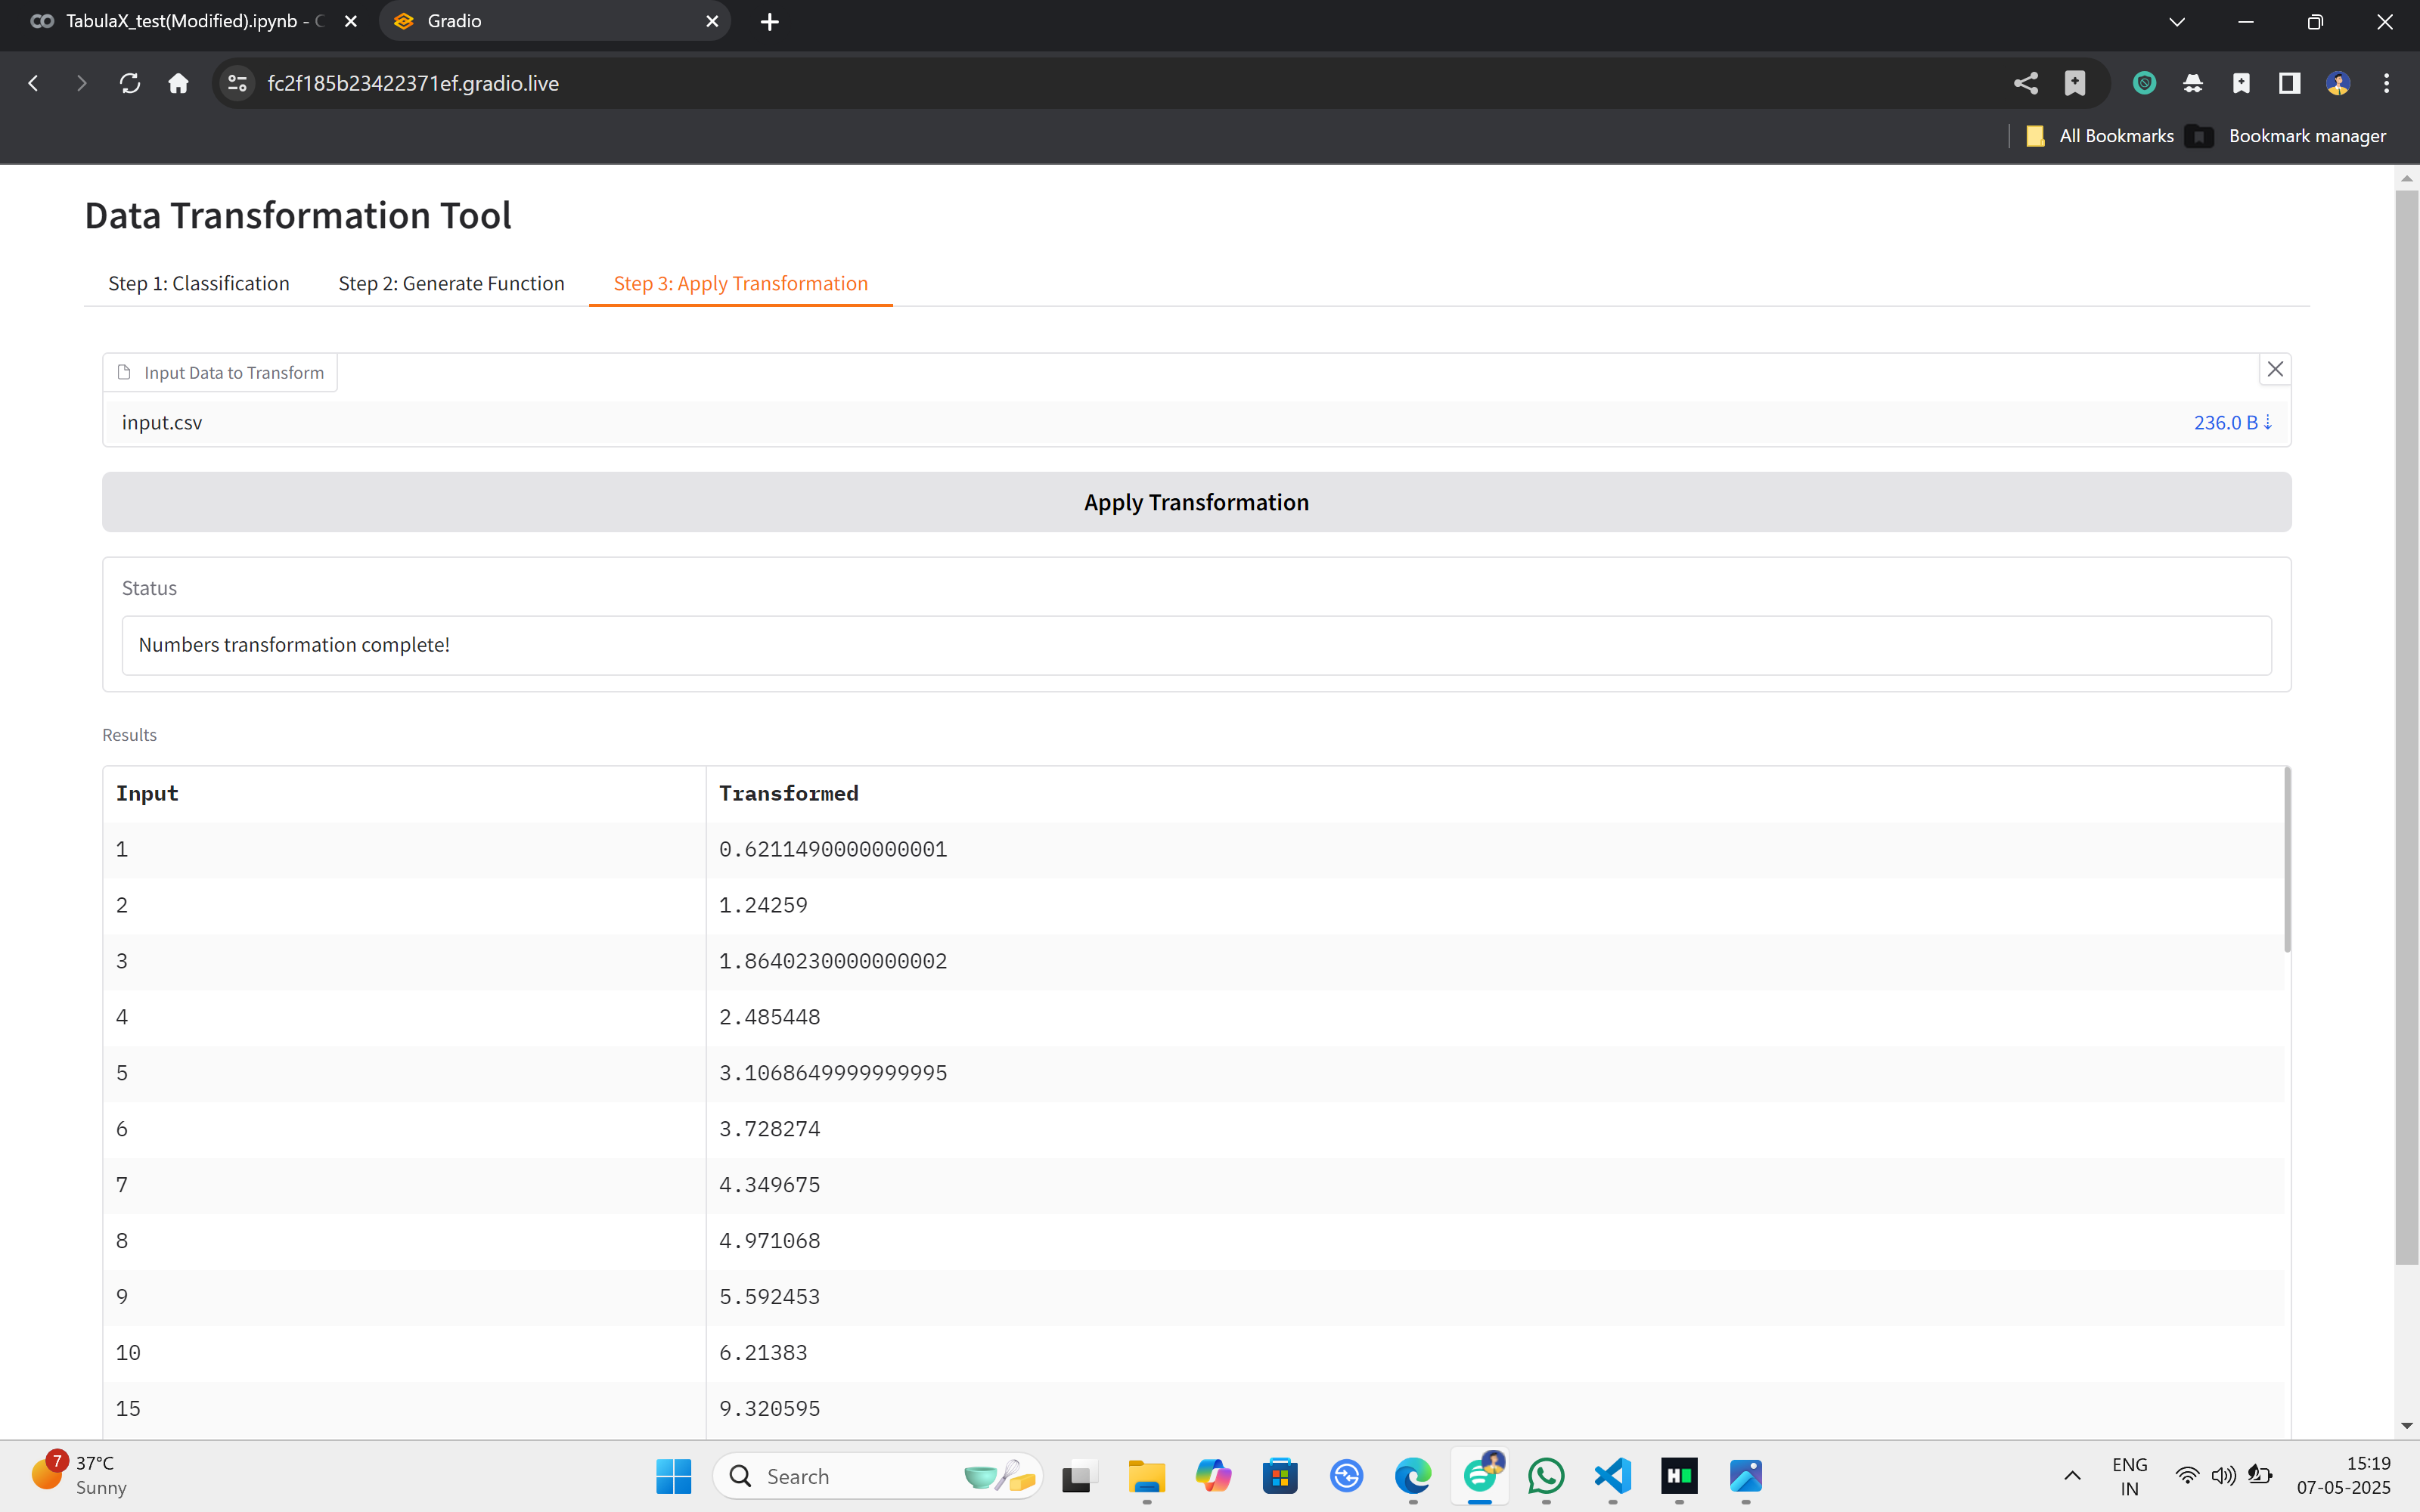 TabulaX_test(Modified).ipynb - C
Gradio
fc2f185b23422371ef.gradio.live
All Bookmarks
Bookmark manager
Data Transformation Tool
Step 1: Classification
Step 2: Generate Function
Step 3: Apply Transformation
Input Data to Transform
input.csv
236.0 B ⇣
Apply Transformation
Status
Numbers transformation complete!
Results
Input Transformed
1 0.6211490000000001
2 1.24259
3 1.8640230000000002
4 2.485448
5 3.1068649999999995
6 3.728274
7 4.349675
8 4.971068
9 5.592453
10 6.21383
15 9.320595
7
37°C
Sunny
Search
H
ENG
IN
15:19
07-05-2025